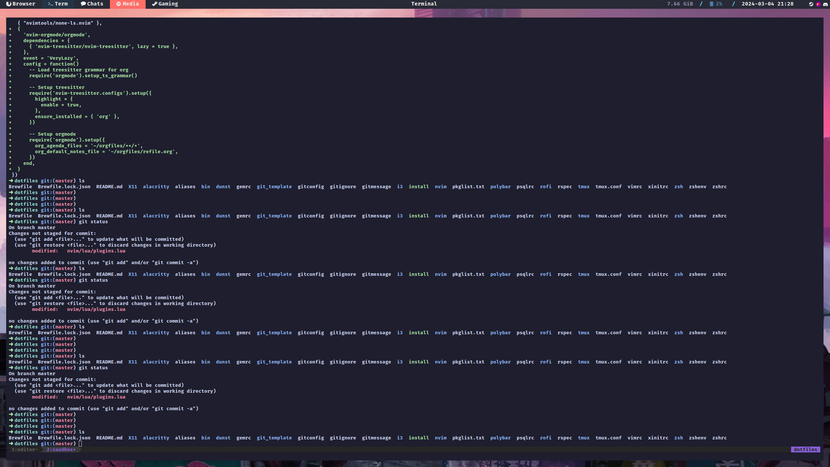 Browser Term Chats Media Gaming Terminal 7.66 GiB / 2% / 2024-03-04 21:28
{ "nvimtools/none-ls.nvim" },
+ {
+ 'nvim-orgmode/orgmode',
+ dependencies = {
+ { 'nvim-treesitter/nvim-treesitter', lazy = true },
+ },
+ event = 'VeryLazy',
+ config = function()
+ -- Load treesitter grammar for org
+ require('orgmode').setup_ts_grammar()
+
+ -- Setup treesitter
+ require('nvim-treesitter.configs').setup({
+ highlight = {
+ enable = true,
+ },
+ ensure_installed = { 'org' },
+ })
+
+ -- Setup orgmode
+ require('orgmode').setup({
+ org_agenda_files = '~/orgfiles/**/*',
+ org_default_notes_file = '~/orgfiles/refile.org',
+ })
+ end,
+ }
})
➜ dotfiles git:(master) ls
Brewfile Brewfile.lock.json README.md X11 alacritty aliases bin dunst gemrc git_template gitconfig gitignore gitmessage i3 install nvim pkglist.txt polybar psqlrc rofi rspec tmux tmux.conf vimrc xinitrc zsh zshenv zshrc
➜ dotfiles git:(master)
➜ dotfiles git:(master)
➜ dotfiles git:(master)
➜ dotfiles git:(master) ls
Brewfile Brewfile.lock.json README.md X11 alacritty aliases bin dunst gemrc git_template gitconfig gitignore gitmessage i3 install nvim pkglist.txt polybar psqlrc rofi rspec tmux tmux.conf vimrc xinitrc zsh zshenv zshrc
➜ dotfiles git:(master) git status
On branch master
Changes not staged for commit:
(use "git add <file>..." to update what will be committed)
(use "git restore <file>..." to discard changes in working directory)
modified: nvim/lua/plugins.lua

no changes added to commit (use "git add" and/or "git commit -a")
➜ dotfiles git:(master) ls
Brewfile Brewfile.lock.json README.md X11 alacritty aliases bin dunst gemrc git_template gitconfig gitignore gitmessage i3 install nvim pkglist.txt polybar psqlrc rofi rspec tmux tmux.conf vimrc xinitrc zsh zshenv zshrc
➜ dotfiles git:(master) git status
On branch master
Changes not staged for commit:
(use "git add <file>..." to update what will be committed)
(use "git restore <file>..." to discard changes in working directory)
modified: nvim/lua/plugins.lua

no changes added to commit (use "git add" and/or "git commit -a")
➜ dotfiles git:(master) ls
Brewfile Brewfile.lock.json README.md X11 alacritty aliases bin dunst gemrc git_template gitconfig gitignore gitmessage i3 install nvim pkglist.txt polybar psqlrc rofi rspec tmux tmux.conf vimrc xinitrc zsh zshenv zshrc
➜ dotfiles git:(master)
➜ dotfiles git:(master)
➜ dotfiles git:(master)
➜ dotfiles git:(master) ls
Brewfile Brewfile.lock.json README.md X11 alacritty aliases bin dunst gemrc git_template gitconfig gitignore gitmessage i3 install nvim pkglist.txt polybar psqlrc rofi rspec tmux tmux.conf vimrc xinitrc zsh zshenv zshrc
➜ dotfiles git:(master) git status
On branch master
Changes not staged for commit:
(use "git add <file>..." to update what will be committed)
(use "git restore <file>..." to discard changes in working directory)
modified: nvim/lua/plugins.lua

no changes added to commit (use "git add" and/or "git commit -a")
➜ dotfiles git:(master)
➜ dotfiles git:(master)
➜ dotfiles git:(master)
➜ dotfiles git:(master) ls
Brewfile Brewfile.lock.json README.md X11 alacritty aliases bin dunst gemrc git_template gitconfig gitignore gitmessage i3 install nvim pkglist.txt polybar psqlrc rofi rspec tmux tmux.conf vimrc xinitrc zsh zshenv zshrc
➜ dotfiles git:(master)
1:editor- dotfiles